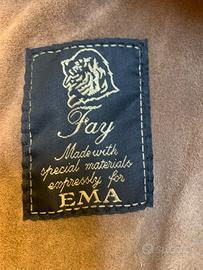 Fay
Made with
special materials
expressly for
EMA